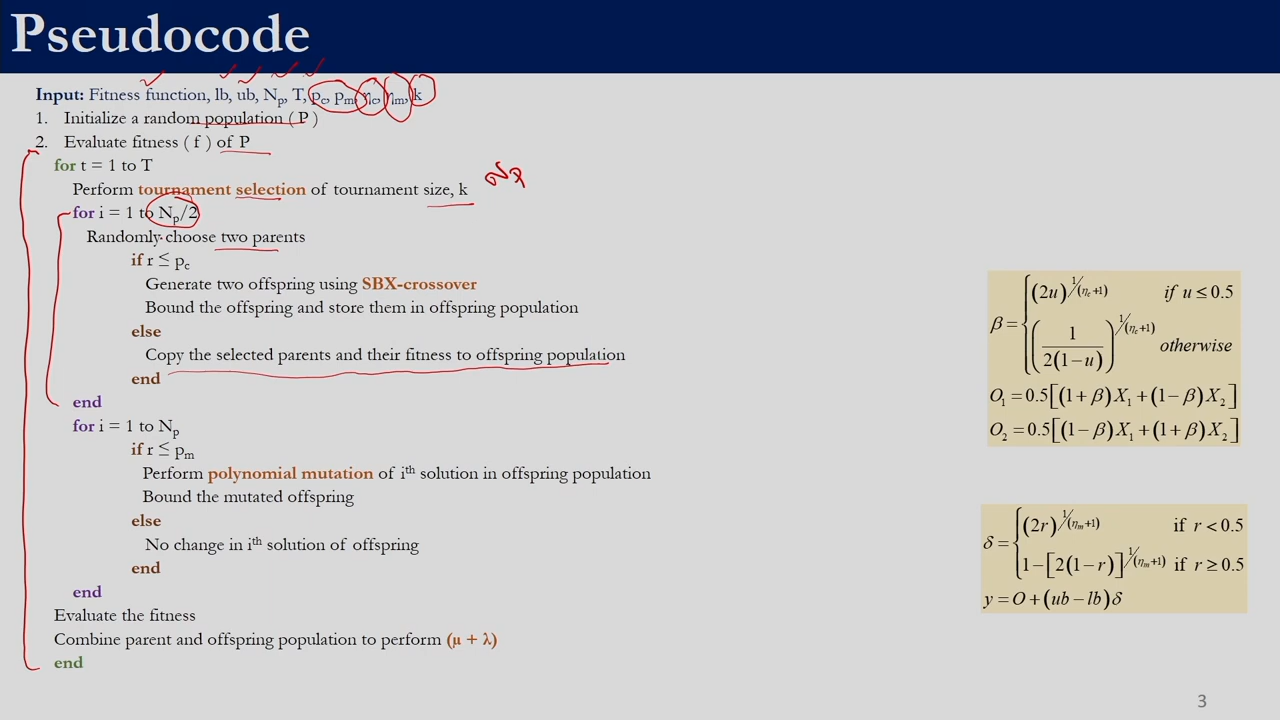 Pseudocode
Input: Fitness function, lb, ub, Np, T, pc, pm, ηc, ηm, k
1. Initialize a random population ( P )
2. Evaluate fitness ( f ) of P
for t = 1 to T
Perform tournament selection of tournament size, k Np
for i = 1 to Np/2
Randomly choose two parents
if r ≤ pc
Generate two offspring using SBX-crossover
Bound the offspring and store them in offspring population
else
Copy the selected parents and their fitness to offspring population
end
end
for i = 1 to Np
if r ≤ pm
Perform polynomial mutation of ith solution in offspring population
Bound the mutated offspring
else
No change in ith solution of offspring
end
end
Evaluate the fitness
Combine parent and offspring population to perform (μ + λ)
end
β = { (2u)^1/(ηc+1) if u ≤ 0.5
(1/2(1−u))^1/(ηc+1) otherwise
O1 = 0.5[(1+β)X1 + (1−β)X2]
O2 = 0.5[(1−β)X1 + (1+β)X2]
δ = { (2r)^1/(ηm+1) if r < 0.5
1−[2(1−r)]^1/(ηm+1) if r ≥ 0.5
y = O + (ub − lb)δ
3